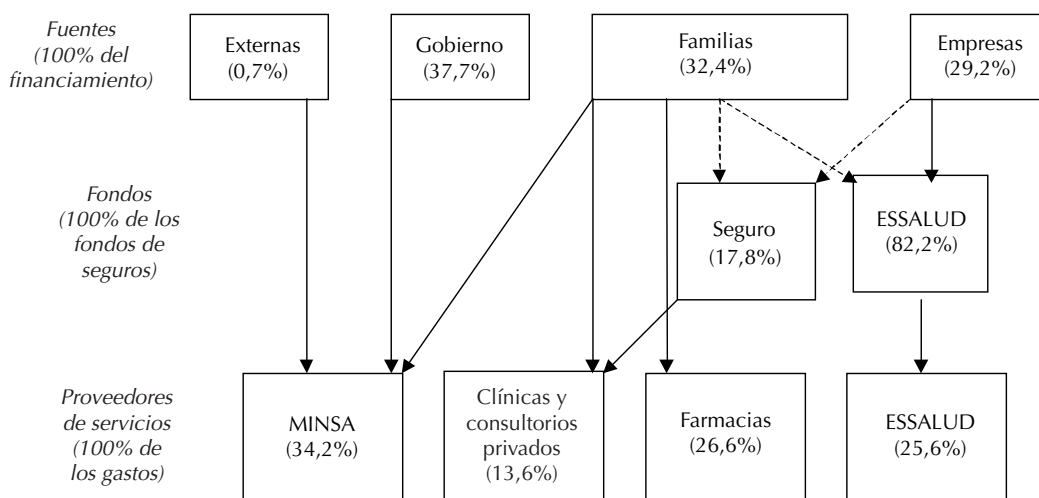 Fuentes
(100% del
financiamiento)
Externas
(0,7%)
Gobierno
(37,7%)
Familias
(32,4%)
Empresas
(29,2%)
Fondos
(100% de los
fondos de
seguros)
Seguro
(17,8%)
ESSALUD
(82,2%)
Proveedores
de servicios
(100% de
los gastos)
MINSA
(34,2%)
Clínicas y
consultorios
privados
(13,6%)
Farmacias
(26,6%)
ESSALUD
(25,6%)